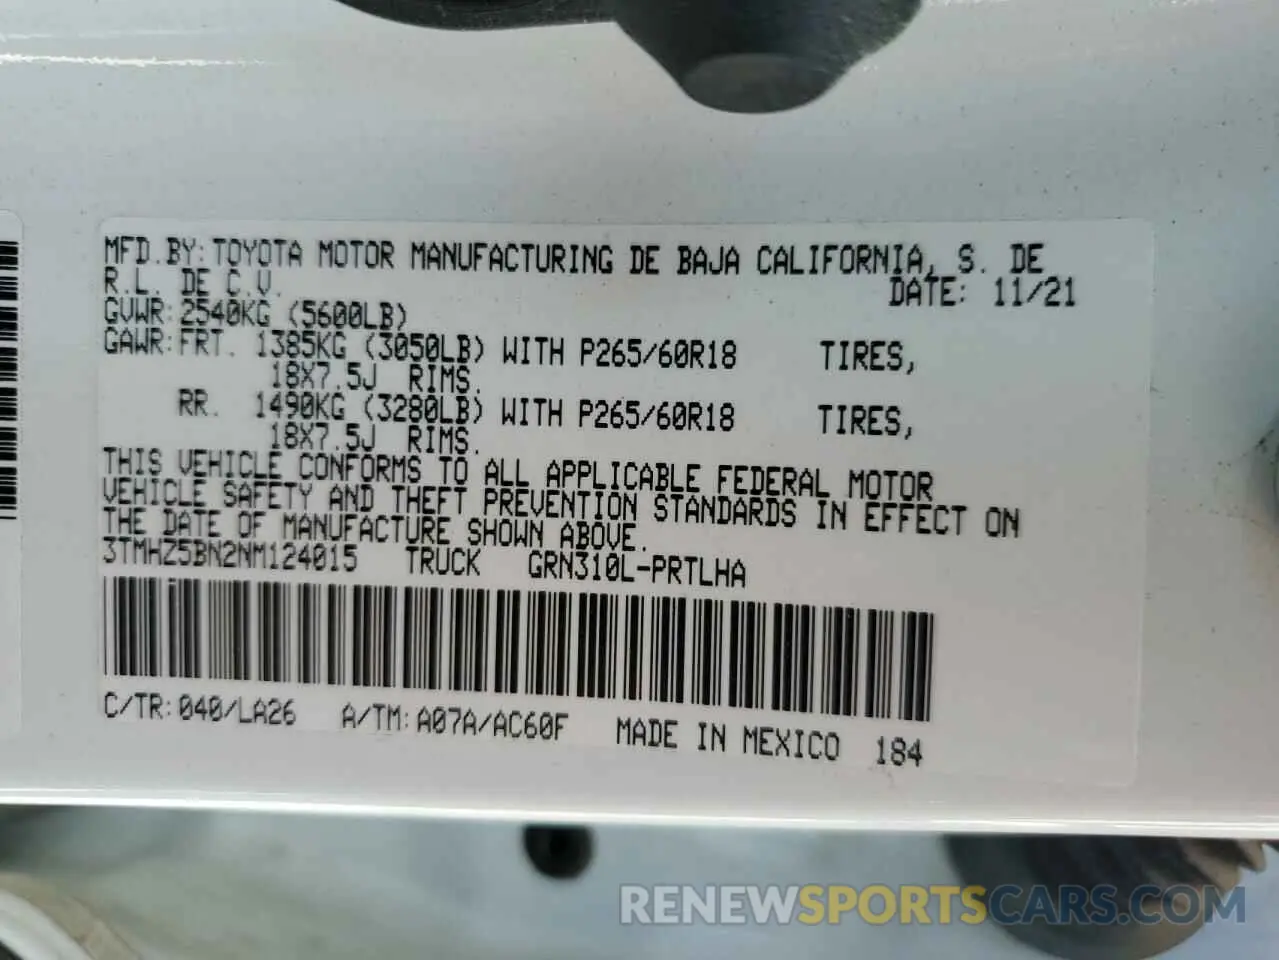 MFD.BY:TOYOTA MOTOR MANUFACTURING DE BAJA CALIFORNIA, S. DE
R.L. DE C.V. DATE: 11/21
GVWR:2540KG (5600LB)
GAWR:FRT. 1385KG (3050LB) WITH P265/60R18 TIRES,
18X7.5J RIMS.
RR. 1490KG (3280LB) WITH P265/60R18 TIRES,
18X7.5J RIMS.
THIS VEHICLE CONFORMS TO ALL APPLICABLE FEDERAL MOTOR
VEHICLE SAFETY AND THEFT PREVENTION STANDARDS IN EFFECT ON
THE DATE OF MANUFACTURE SHOWN ABOVE.
3TMHZ5BN2NM124015 TRUCK GRN310L-PRTLHA
C/TR:040/LA26 A/TM:A07A/AC60F MADE IN MEXICO 184
RENEWSPORTSCARS.COM